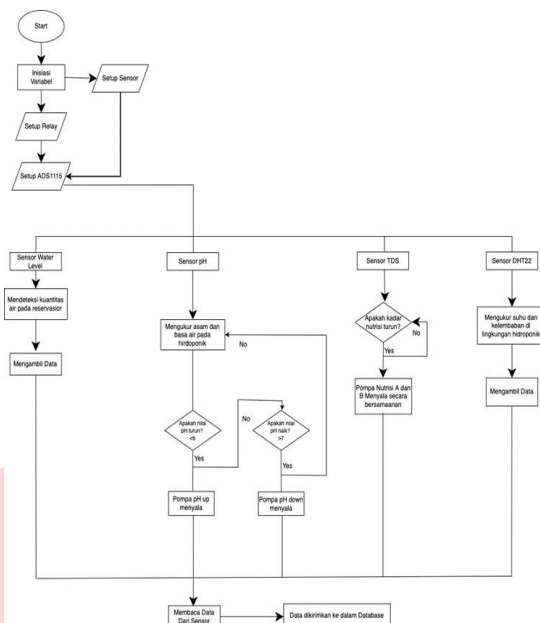 Start
Inisiasi
Variabel
Setup Sensor
Setup Relay
Setup ADS1115
Sensor Water
Level
Sensor pH
Sensor TDS
Sensor DHT22
Mendeteksi kuantitas
air pada reservasior
Mengukur asam dan
basa air pada
hirdoponik
Apakah kadar
nutrisi turun?
Mengukur suhu dan
kelembaban di
lingkungan hidroponik
No
No
Yes
Mengambil Data
Pompa Nutrisi A dan
B Menyala secara
bersamaanan
Mengambil Data
Apakah nilai
pH turun?
<6
No
Apakah nilai
pH naik?
>7
Yes
Yes
Pompa pH up
menyala
Pompa pH down
menyala
Membaca Data
Dari Sensor
Data dikirimkan ke dalam Database